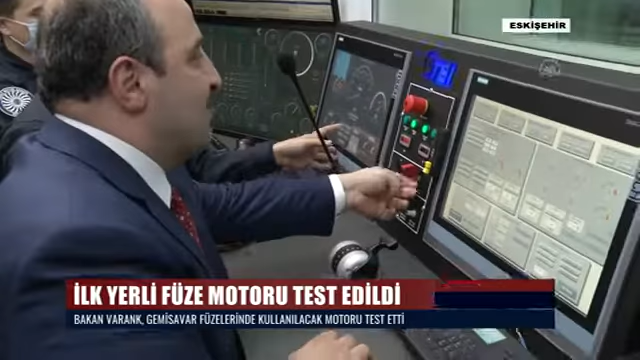 ESKİŞEHİR
TEI
İLK YERLİ FÜZE MOTORU TEST EDİLDİ
BAKAN VARANK, GEMİSAVAR FÜZELERİNDE KULLANILACAK MOTORU TEST ETTİ